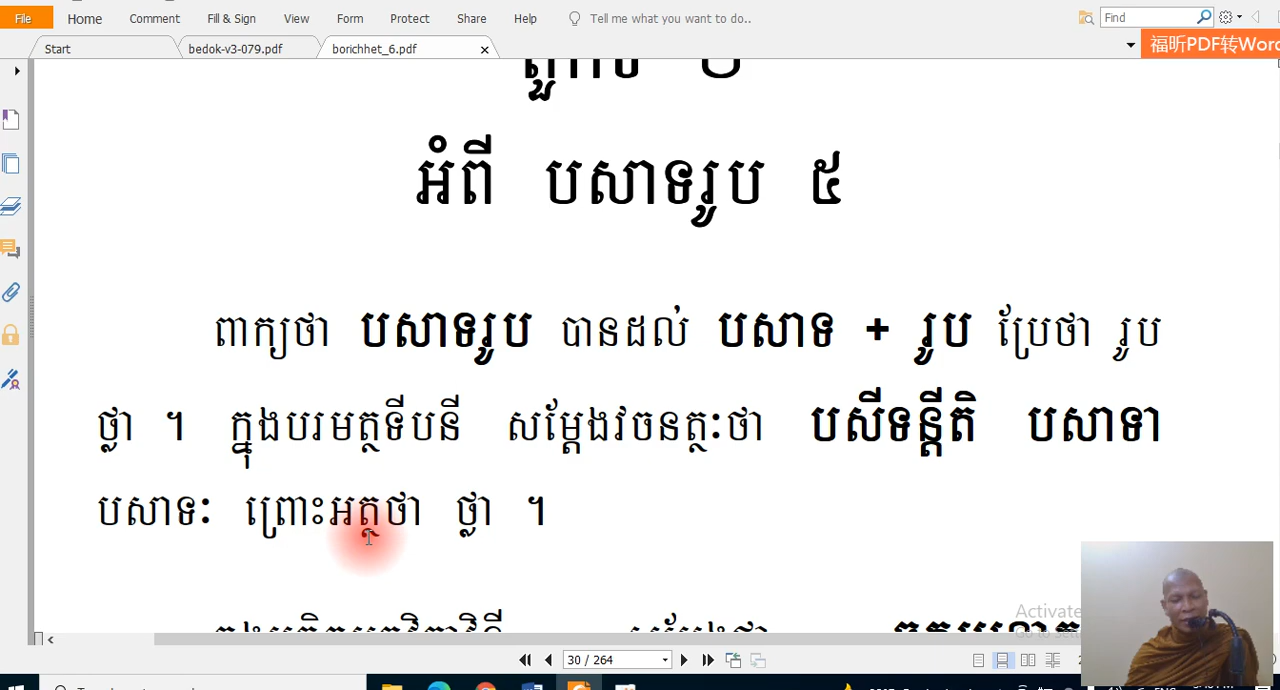 File Home Comment Fill & Sign View Form Protect Share Help Tell me what you want to do.. Find
Start bedok-v3-079.pdf borichhet_6.pdf 福昕PDF转Word
អំពី បសាទរូប ៥
ពាក្យថា បសាទរូប បានដល់ បសាទ + រូប ប្រែថា រូប
ថ្លា ។ ក្នុងបរមត្ថទីបនី សម្តែងវចនត្ថៈថា បសីទន្តីតិ បសាទា
បសាទៈ ព្រោះអត្ថថា ថ្លា ។
Activate
30 / 264